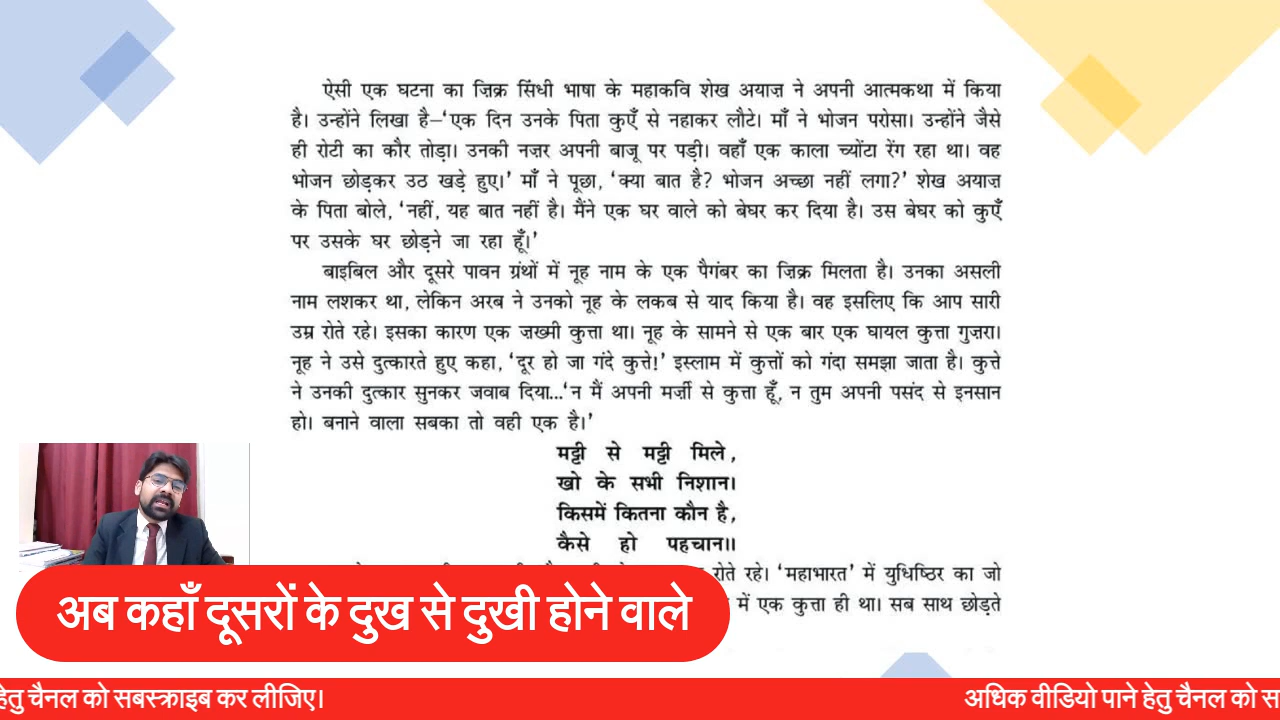 ऐसी एक घटना का ज़िक्र सिंधी भाषा के महाकवि शेख अयाज़ ने अपनी आत्मकथा में किया
है। उन्होंने लिखा है–‘एक दिन उनके पिता कुएँ से नहाकर लौटे। माँ ने भोजन परोसा। उन्होंने जैसे
ही रोटी का कौर तोड़ा। उनकी नज़र अपनी बाजू पर पड़ी। वहाँ एक काला च्योंटा रेंग रहा था। वह
भोजन छोड़कर उठ खड़े हुए।’ माँ ने पूछा, ‘क्या बात है? भोजन अच्छा नहीं लगा?’ शेख अयाज़
के पिता बोले, ‘नहीं, यह बात नहीं है। मैंने एक घर वाले को बेघर कर दिया है। उस बेघर को कुएँ
पर उसके घर छोड़ने जा रहा हूँ।’
बाइबिल और दूसरे पावन ग्रंथों में नूह नाम के एक पैगंबर का ज़िक्र मिलता है। उनका असली
नाम लशकर था, लेकिन अरब ने उनको नूह के लकब से याद किया है। वह इसलिए कि आप सारी
उम्र रोते रहे। इसका कारण एक ज़ख्मी कुत्ता था। नूह के सामने से एक बार एक घायल कुत्ता गुज़रा।
नूह ने उसे दुत्कारते हुए कहा, ‘दूर हो जा गंदे कुत्ते!’ इस्लाम में कुत्तों को गंदा समझा जाता है। कुत्ते
ने उनकी दुत्कार सुनकर जवाब दिया...‘न मैं अपनी मर्ज़ी से कुत्ता हूँ, न तुम अपनी पसंद से इनसान
हो। बनाने वाला सबका तो वही एक है।’
मट्टी से मट्टी मिले,
खो के सभी निशान।
किसमें कितना कौन है,
कैसे हो पहचान॥
रोते रहे। ‘महाभारत’ में युधिष्ठिर का जो
में एक कुत्ता ही था। सब साथ छोड़ते
अब कहाँ दूसरों के दुख से दुखी होने वाले
हेतु चैनल को सबस्क्राइब कर लीजिए। अधिक वीडियो पाने हेतु चैनल को स